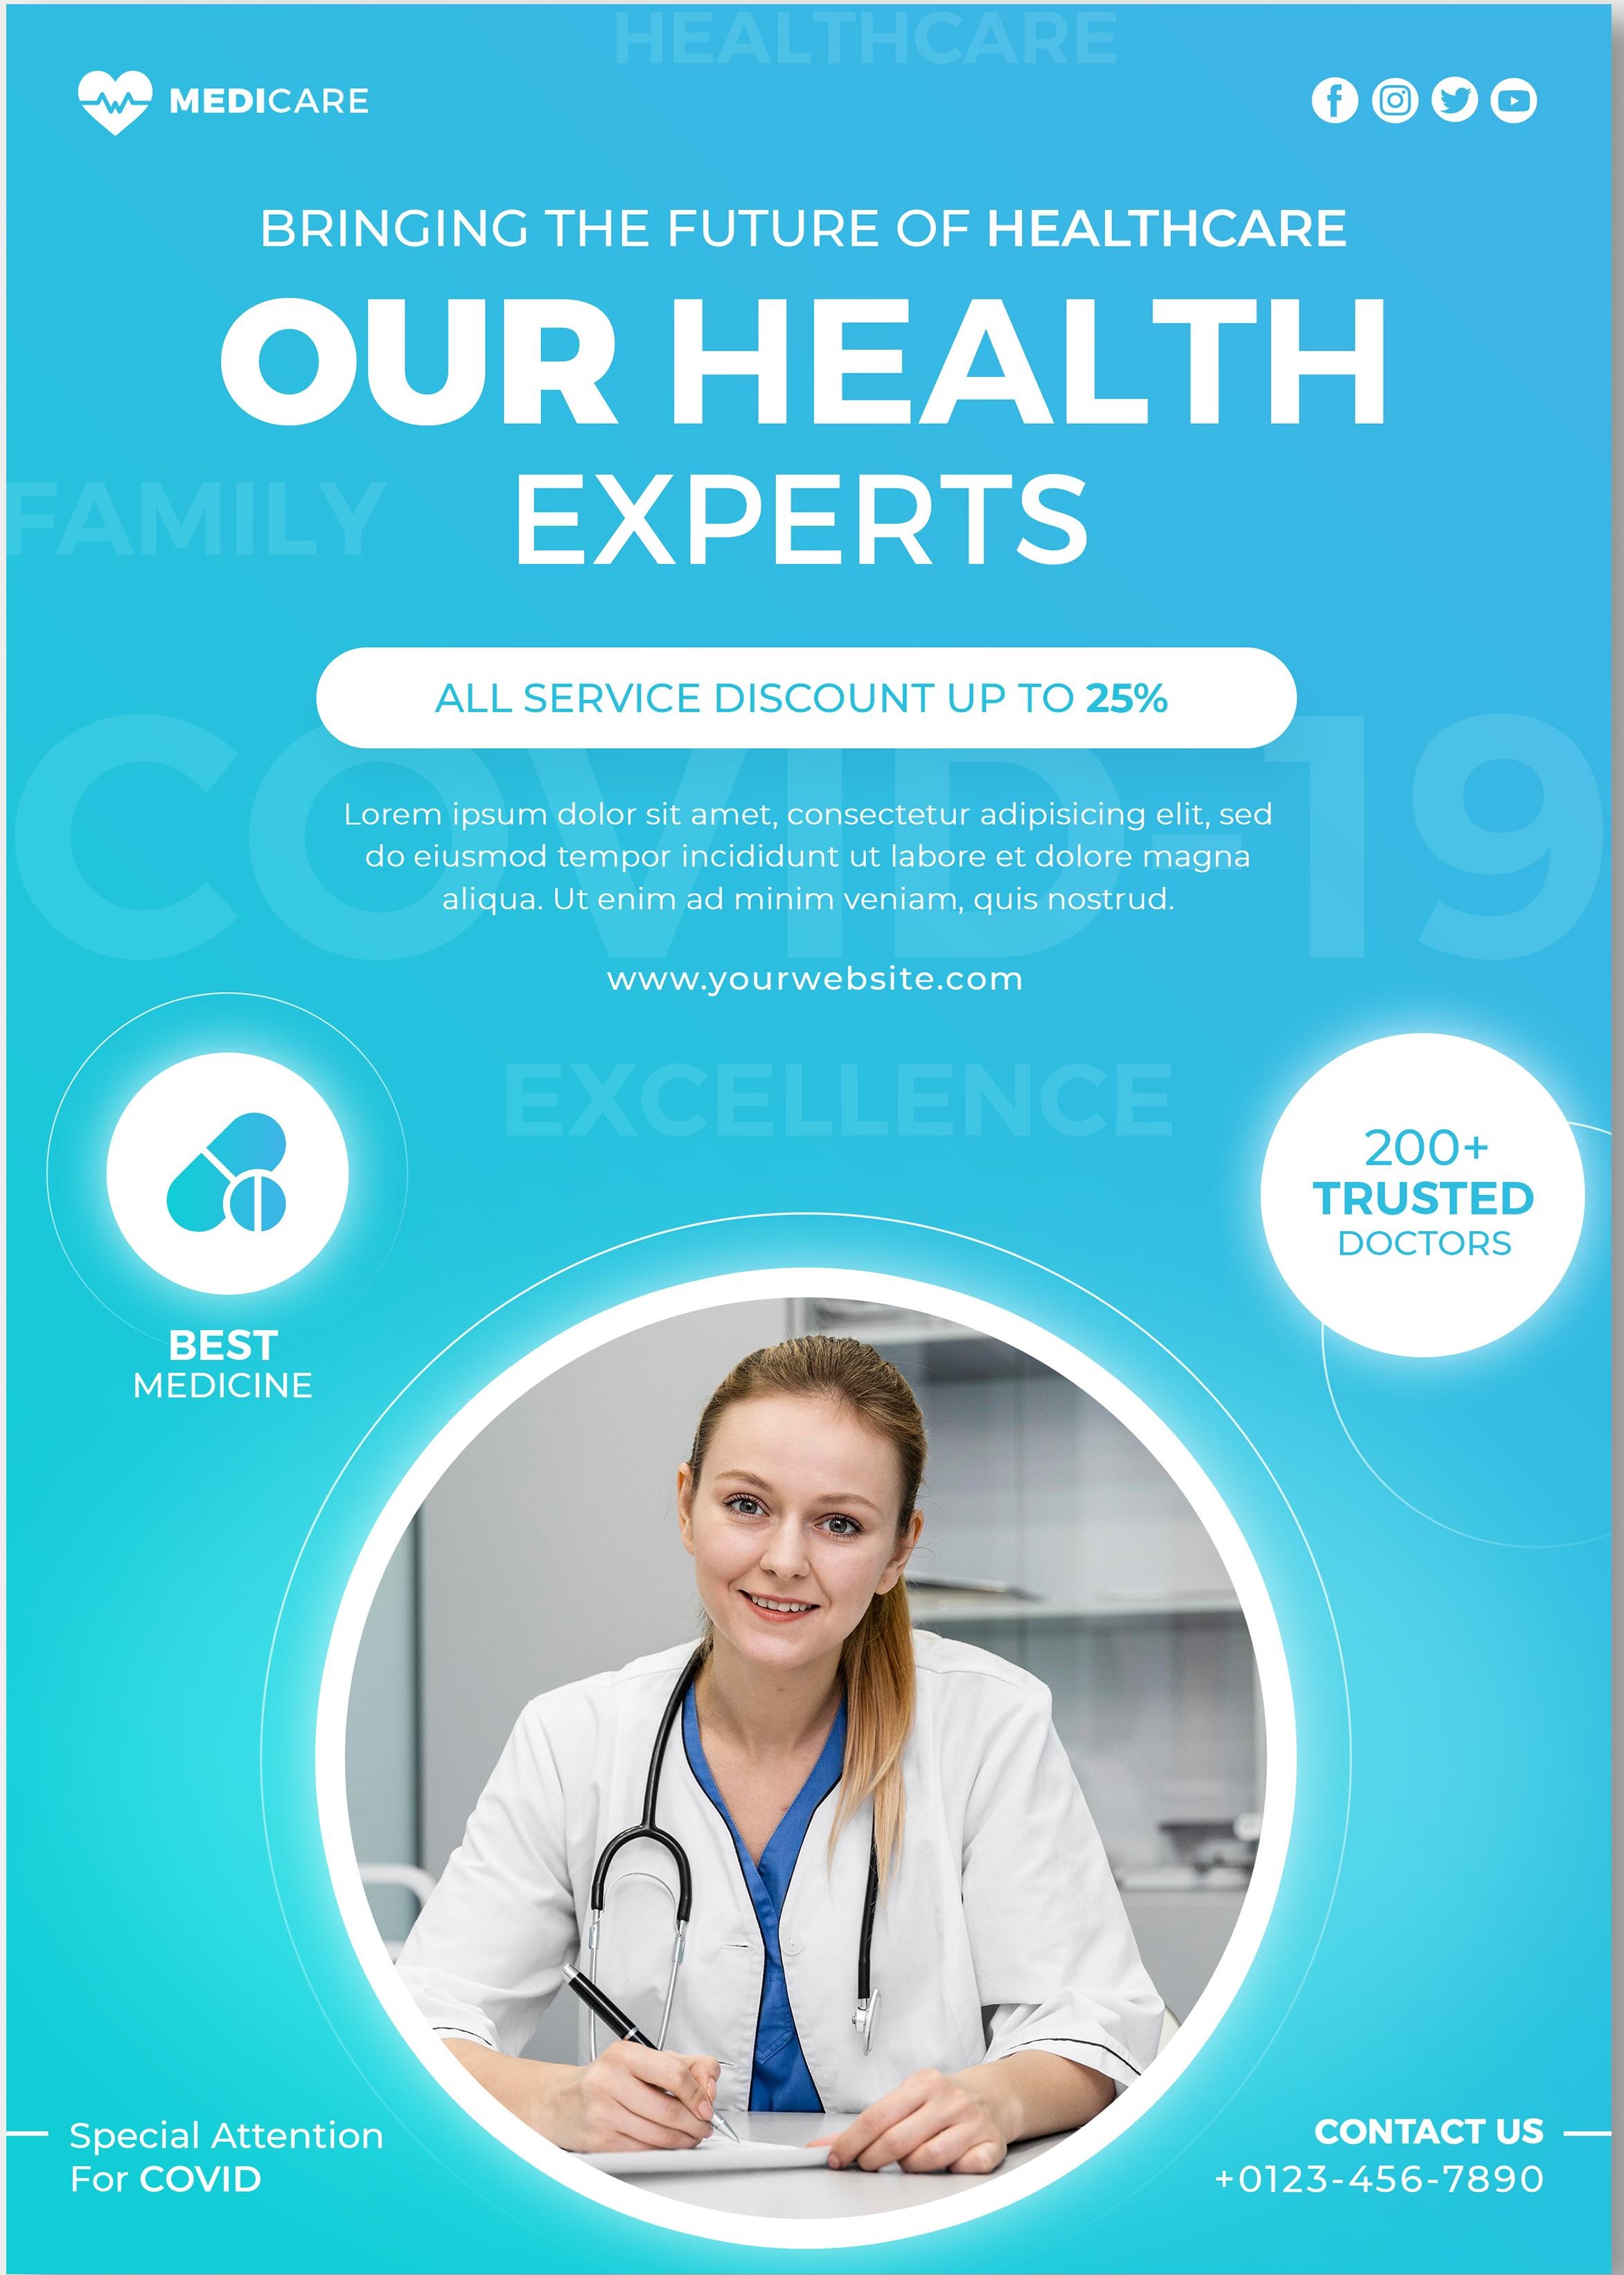 HEALTHCARE
MEDICARE
BRINGING THE FUTURE OF HEALTHCARE
OUR HEALTH
EXPERTS
FAMILY
ALL SERVICE DISCOUNT UP TO 25%
COVID-19
Lorem ipsum dolor sit amet, consectetur adipisicing elit, sed
do eiusmod tempor incididunt ut labore et dolore magna
aliqua. Ut enim ad minim veniam, quis nostrud.
www.yourwebsite.com
EXCELLENCE
BEST
MEDICINE
200+
TRUSTED
DOCTORS
Special Attention
For COVID
CONTACT US
+0123-456-7890